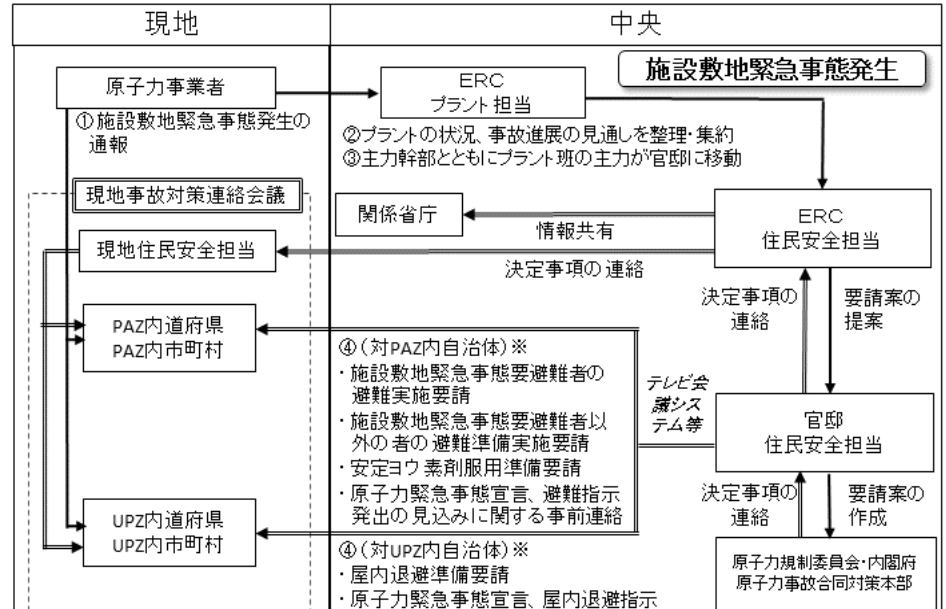 現地
中央
施設敷地緊急事態発生
原子力事業者
ERC
プラント担当
①施設敷地緊急事態発生の
通報
②プラントの状況、事故進展の見通しを整理・集約
③主力幹部とともにプラント班の主力が官邸に移動
現地事故対策連絡会議
関係省庁
情報共有
ERC
住民安全担当
現地住民安全担当
決定事項の連絡
決定事項の
連絡
要請案の
提案
PAZ内道府県
PAZ内市町村
④(対PAZ内自治体)※
・施設敷地緊急事態要避難者の
避難実施要請
・施設敷地緊急事態要避難者以
外の者の避難準備実施要請
・安定ヨウ素剤服用準備要請
・原子力緊急事態宣言、避難指示
発出の見込みに関する事前連絡
テレビ会
議シス
テム等
官邸
住民安全担当
決定事項の
連絡
要請案の
作成
UPZ内道府県
UPZ内市町村
④(対UPZ内自治体)※
・屋内退避準備要請
・原子力緊急事態宣言、屋内退避指示
原子力規制委員会・内閣府
原子力事故合同対策本部